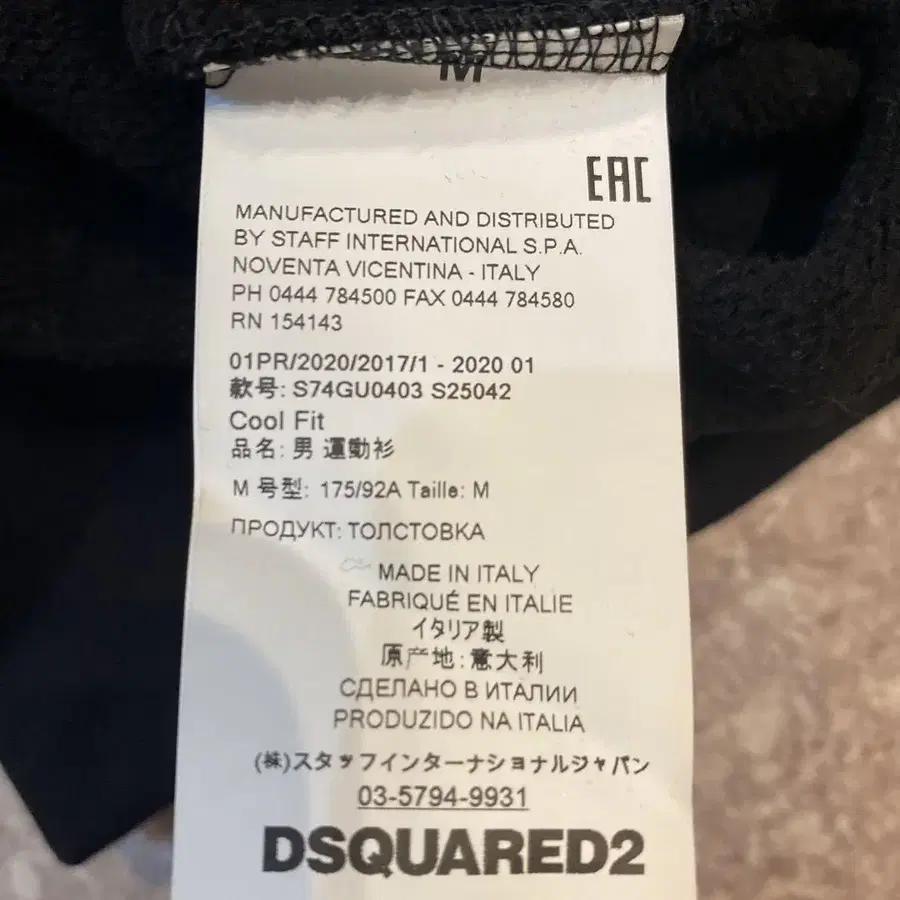 M
EAC
MANUFACTURED AND DISTRIBUTED
BY STAFF INTERNATIONAL S.P.A.
NOVENTA VICENTINA - ITALY
PH 0444 784500 FAX 0444 784580
RN 154143
01PR/2020/2017/1 - 2020 01
款号: S74GU0403 S25042
Cool Fit
品名: 男 運動衫
M 号型: 175/92A Taille: M
ПРОДУКТ: ТОЛСТОВКА
MADE IN ITALY
FABRIQUÉ EN ITALIE
イタリア製
原产地: 意大利
СДЕЛАНО В ИТАЛИИ
PRODUZIDO NA ITALIA
(株)スタッフインターナショナルジャパン
03-5794-9931
DSQUARED2